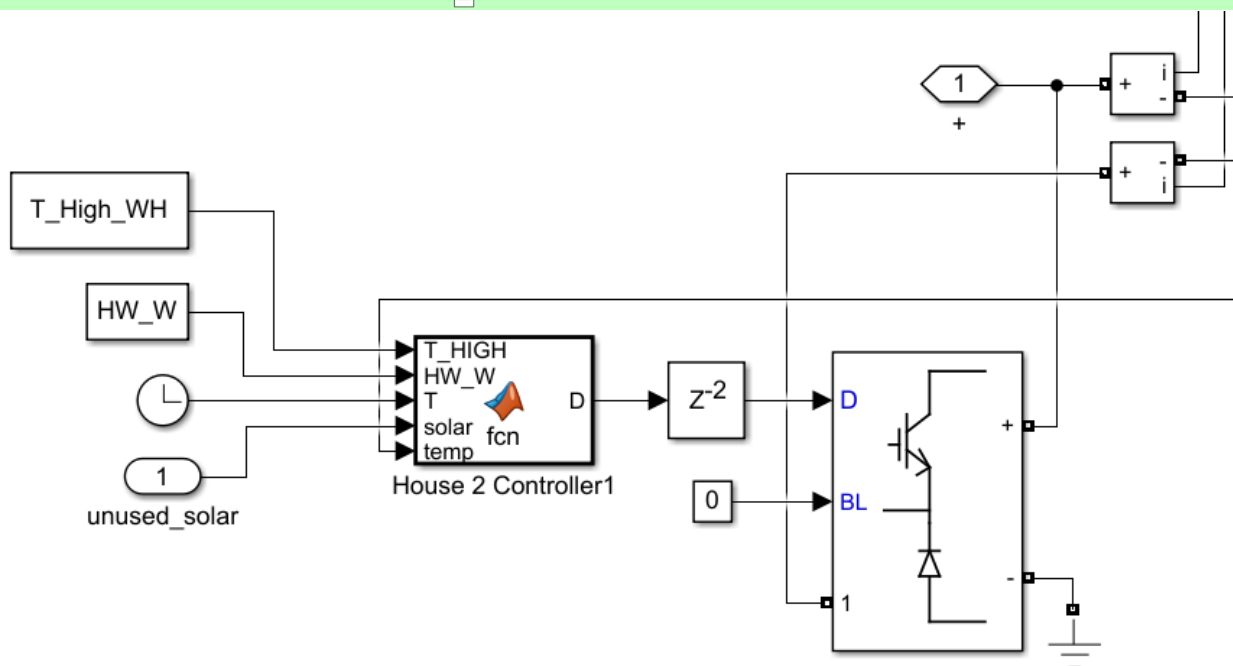 1
+
+ i
-
+ -
i
T_High_WH
HW_W
T_HIGH
HW_W
T
solar
temp
fcn
D
House 2 Controller1
1
unused_solar
Z-2
0
D
BL
1
+
-